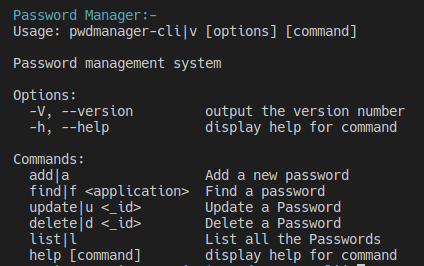 Password Manager:-
Usage: pwdmanager-cli|v [options] [command]
Password management system
Options:
-V, --version output the version number
-h, --help display help for command
Commands:
add|a Add a new password
find|f <application> Find a password
update|u <_id> Update a Password
delete|d <_id> Delete a Password
list|l List all the Passwords
help [command] display help for command